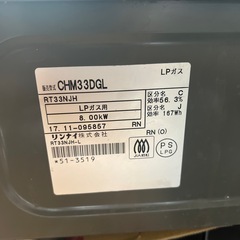 製品型式 CHM33DGL LPガス
RT33NJH
LPガス用
8.00kW
17.11-095857 RN
リンナイ株式会社
RT33NJH-L
*51-3519
区分 C
効率56.3%
区分 J
効率 167Wh
RN (O)
PS
LPG